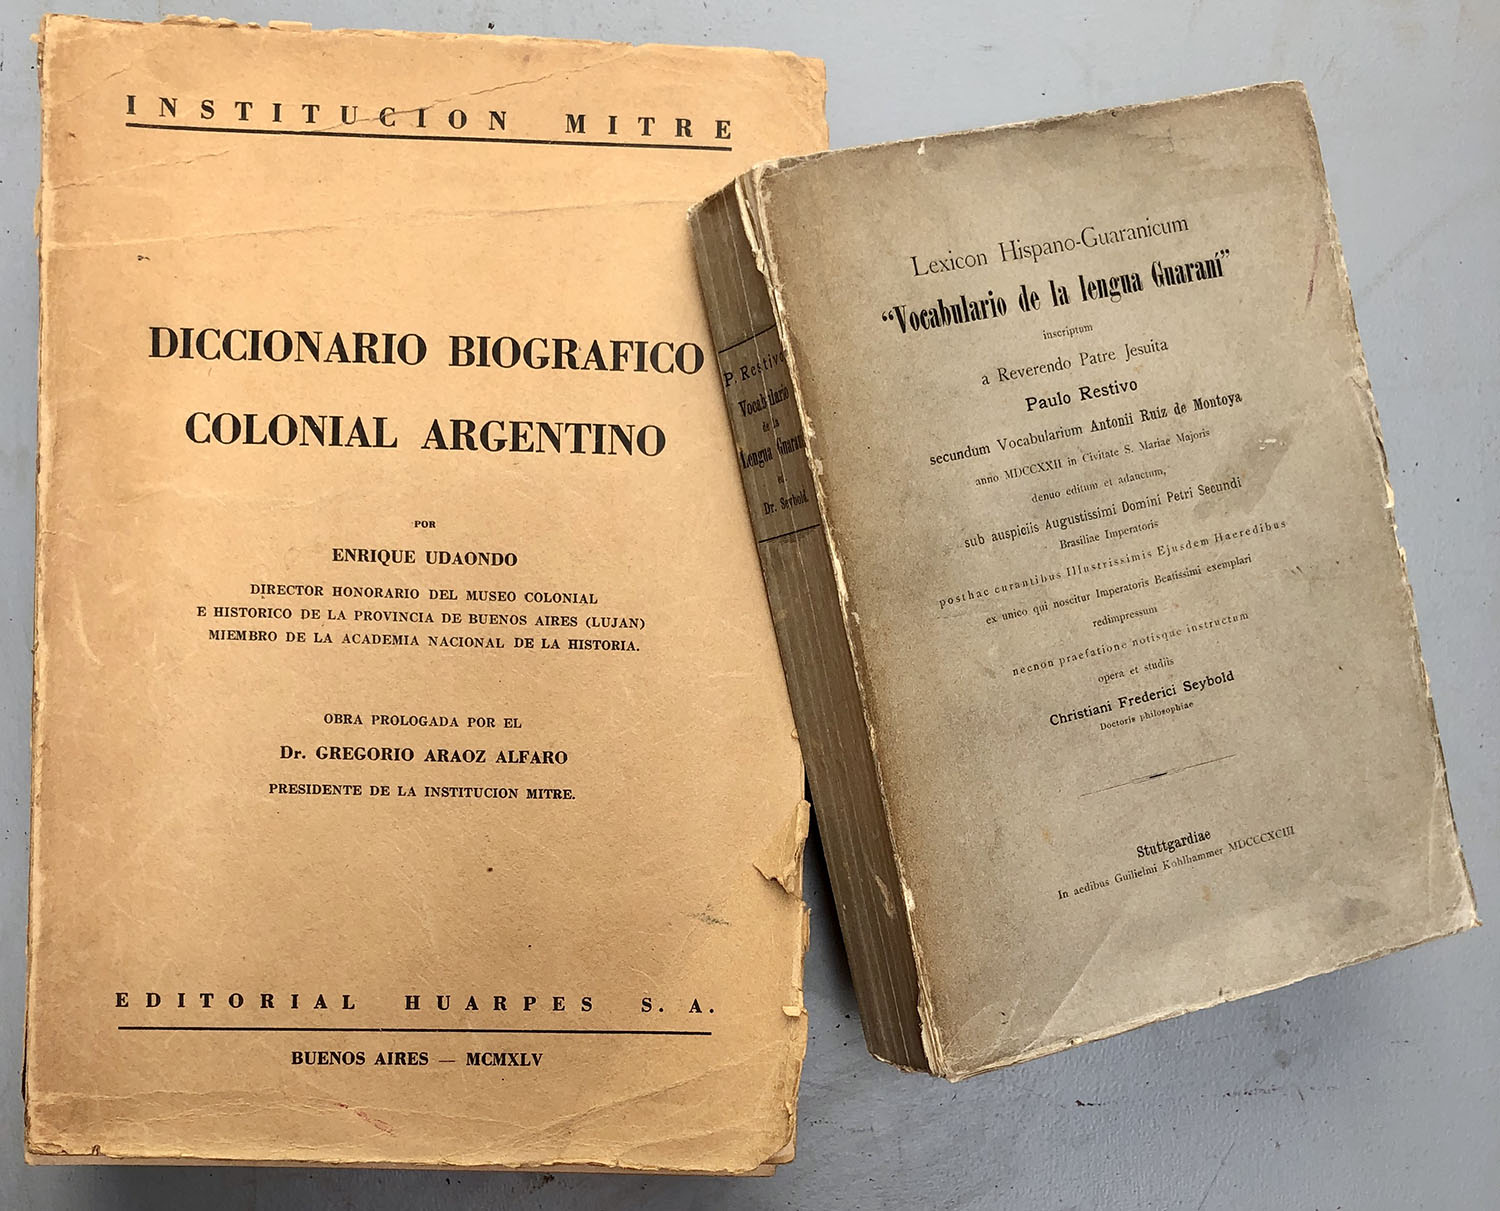 INSTITUCION MITRE
DICCIONARIO BIOGRAFICO
COLONIAL ARGENTINO
POR
ENRIQUE UDAONDO
DIRECTOR HONORARIO DEL MUSEO COLONIAL
E HISTORICO DE LA PROVINCIA DE BUENOS AIRES (LUJAN)
MIEMBRO DE LA ACADEMIA NACIONAL DE LA HISTORIA.
OBRA PROLOGADA POR EL
Dr. GREGORIO ARAOZ ALFARO
PRESIDENTE DE LA INSTITUCION MITRE.
EDITORIAL HUARPES S. A.
BUENOS AIRES — MCMXLV
P. Restivo
Vocabulario
de la
Lengua Guaraní
ed.
Dr. Seybold.
Lexicon Hispano-Guaranicum
“Vocabulario de la lengua Guaraní”
inscriptum
a Reverendo Patre Jesuita
Paulo Restivo
secundum Vocabularium Antonii Ruiz de Montoya
anno MDCCXXII in Civitate S. Mariae Majoris
denuo editum et adauctum,
sub auspiciis Augustissimi Domini Petri Secundi
Brasiliae Imperatoris
posthac curantibus Illustrissimis Ejusdem Haeredibus
ex unico qui noscitur Imperatoris Beatissimi exemplari
redimpressum
necnon praefatione notisque instructum
opera et studiis
Christiani Frederici Seybold
Doctoris philosophiae
Stuttgardiae
In aedibus Guilielmi Kohlhammer MDCCCXCIII